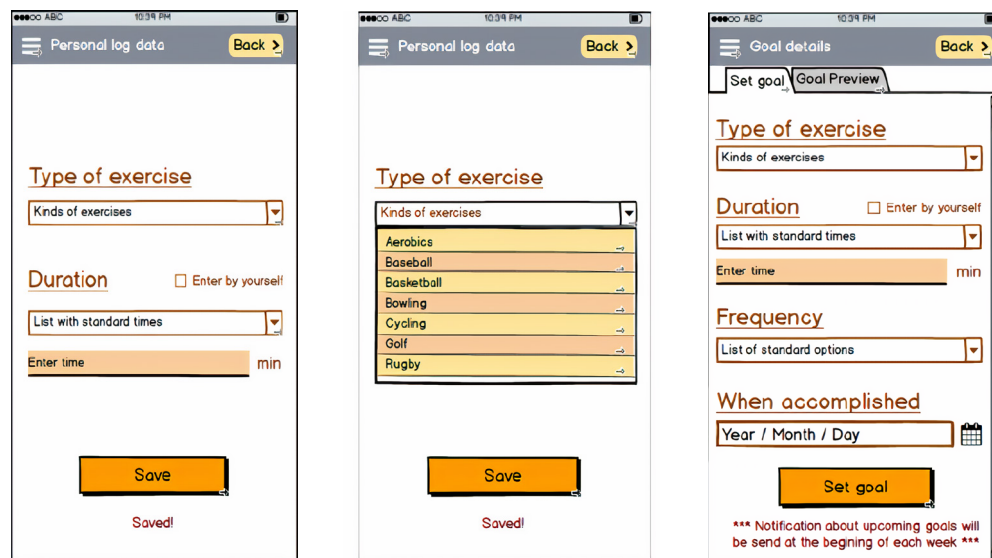 ABC 10:39 PM
Personal log data Back >
Type of exercise
Kinds of exercises
Duration Enter by yourself
List with standard times
Enter time min
Save
Saved!
ABC 10:39 PM
Personal log data Back >
Type of exercise
Kinds of exercises
Aerobics
Baseball
Basketball
Bowling
Cycling
Golf
Rugby
Save
Saved!
ABC 10:39 PM
Goal details Back >
Set goal Goal Preview
Type of exercise
Kinds of exercises
Duration Enter by yourself
List with standard times
Enter time min
Frequency
List of standard options
When accomplished
Year / Month / Day
Set goal
*** Notification about upcoming goals will
be send at the begining of each week ***